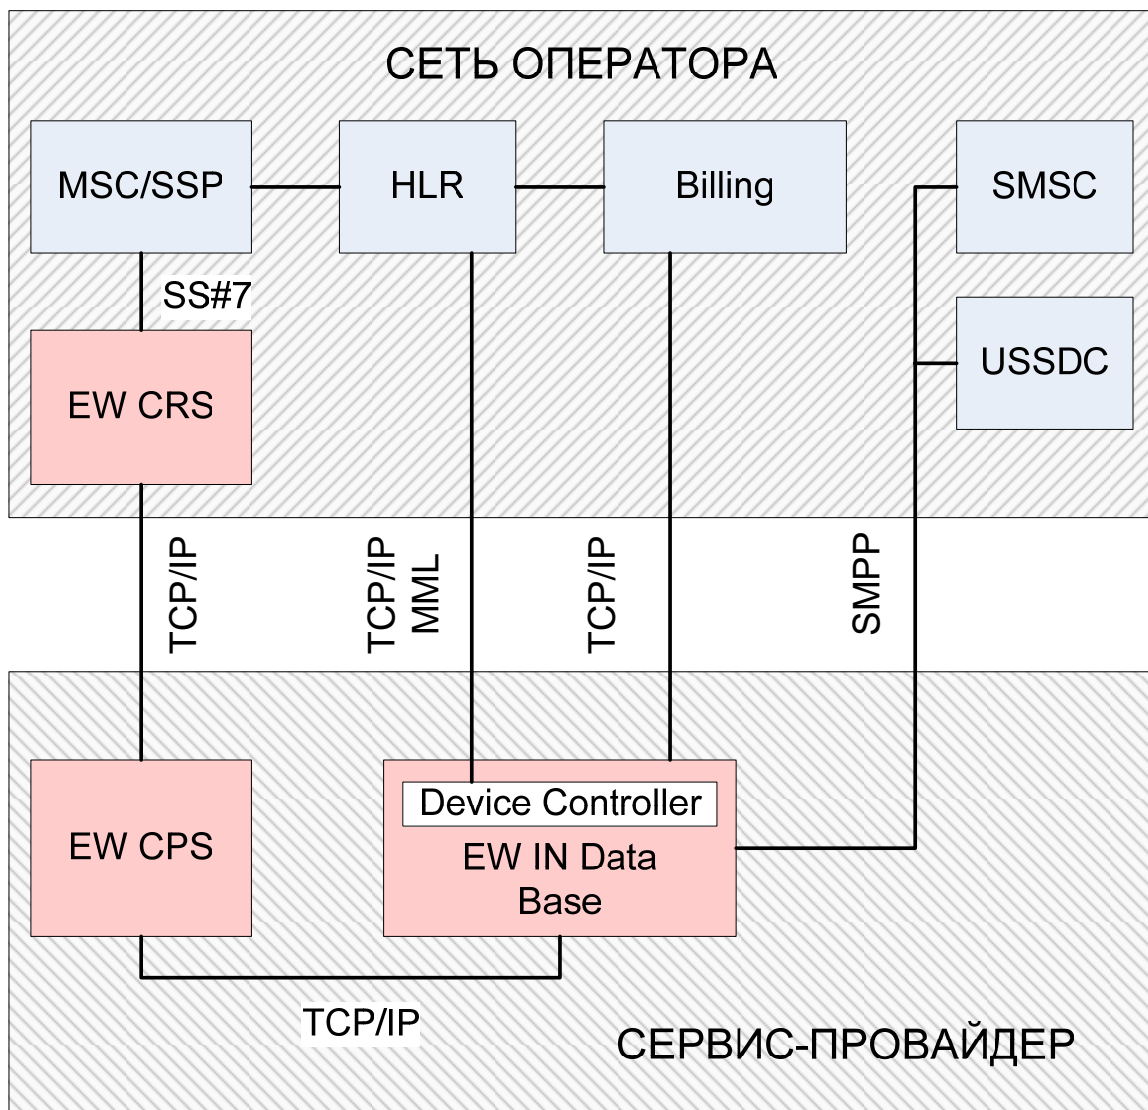 СЕТЬ ОПЕРАТОРА
MSC/SSP
HLR
Billing
SMSC
SS#7
USSDC
EW CRS
TCP/IP
TCP/IP
MML
TCP/IP
SMPP
EW CPS
Device Controller
EW IN Data
Base
TCP/IP
СЕРВИС-ПРОВАЙДЕР